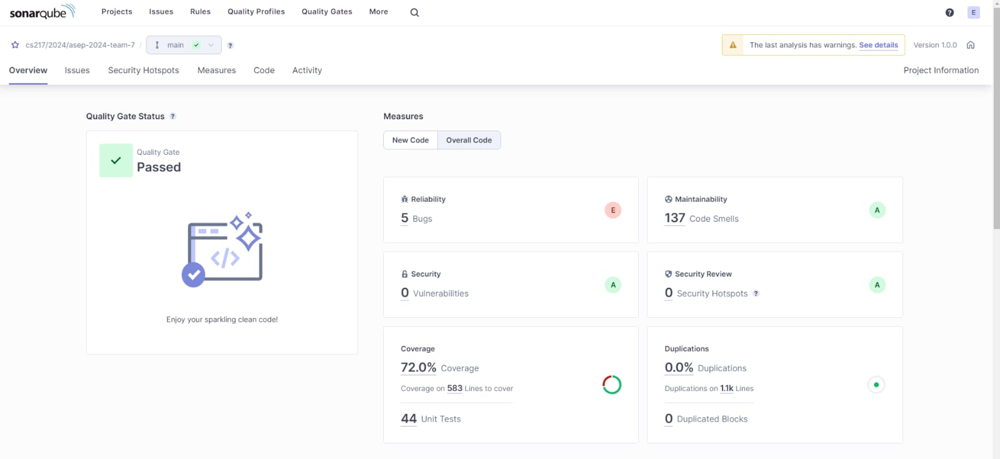 sonarqube Projects Issues Rules Quality Profiles Quality Gates More ? E
cs217/2024/asep-2024-team-7 / main ? The last analysis has warnings. See details Version 1.0.0
Overview Issues Security Hotspots Measures Code Activity Project Information
Quality Gate Status ?
Quality Gate
Passed
</>
Enjoy your sparkling clean code!
Measures
New Code Overall Code
Reliability
5 Bugs
E
Maintainability
137 Code Smells
A
Security
0 Vulnerabilities
A
Security Review
0 Security Hotspots ?
A
Coverage
72.0% Coverage
Coverage on 583 Lines to cover
44 Unit Tests
Duplications
0.0% Duplications
Duplications on 1.1k Lines
0 Duplicated Blocks